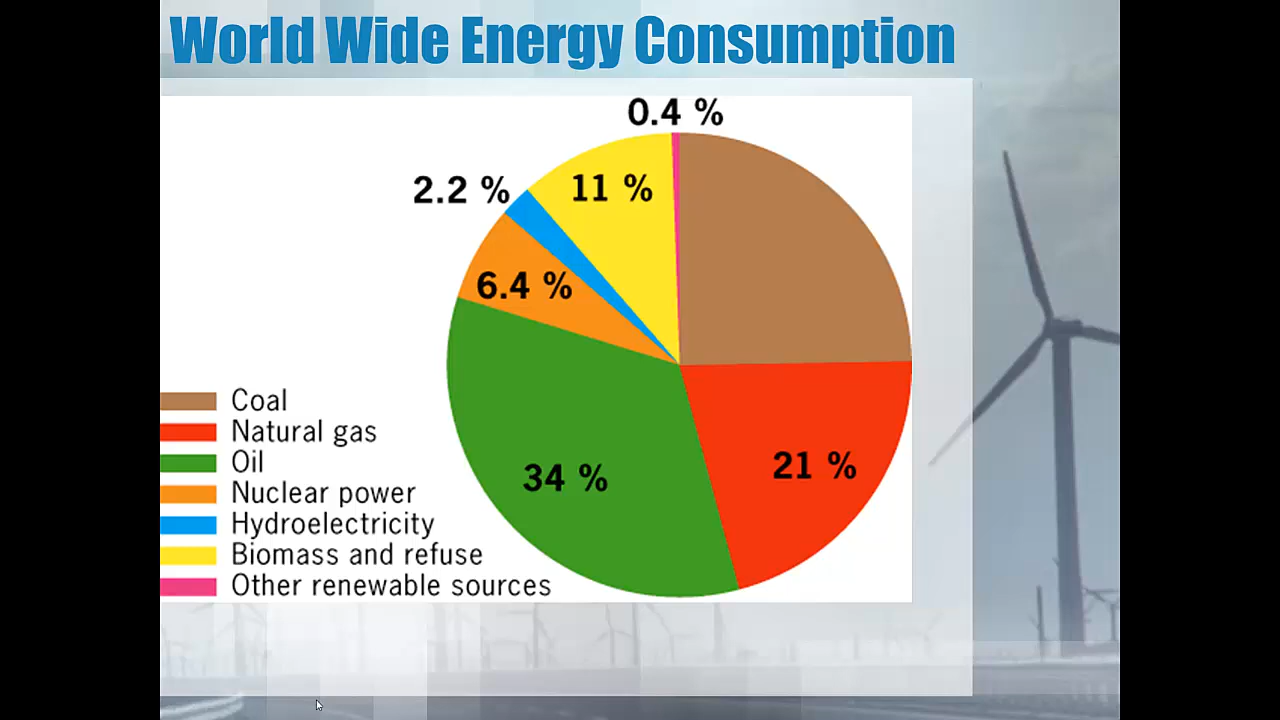 World Wide Energy Consumption
0.4 %
2.2 %
11 %
6.4 %
34 %
21 %
Coal
Natural gas
Oil
Nuclear power
Hydroelectricity
Biomass and refuse
Other renewable sources